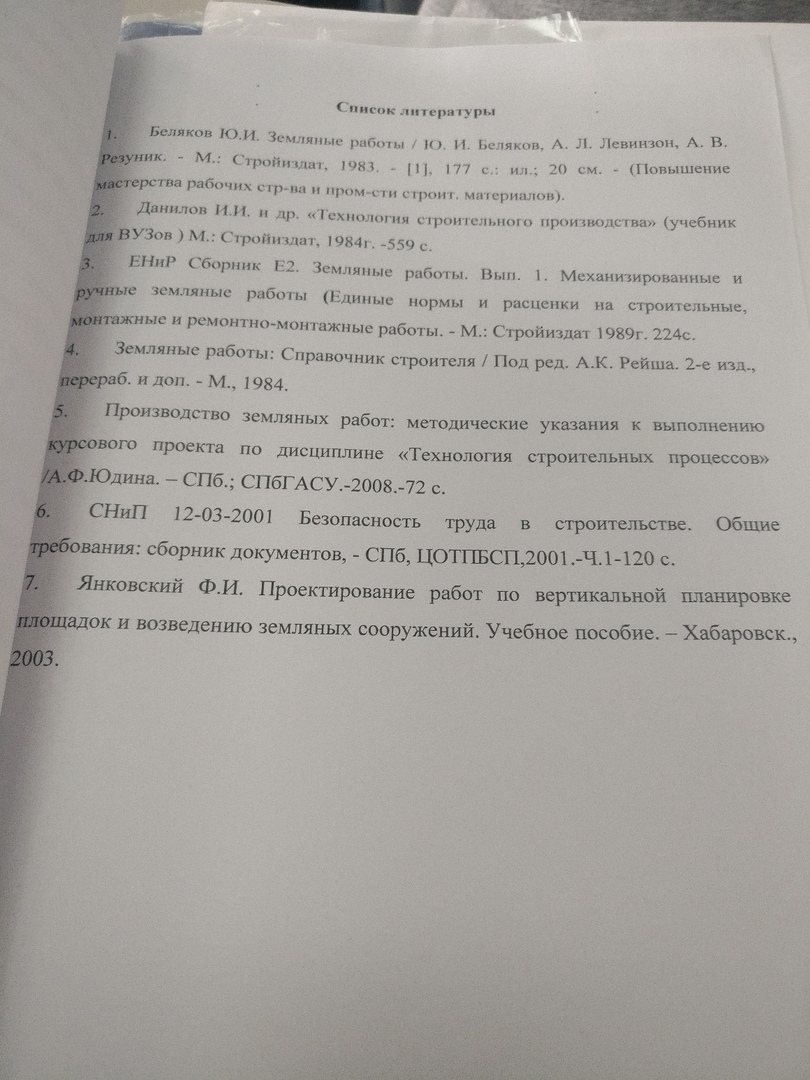 Список литературы
1. Беляков Ю.И. Земляные работы / Ю. И. Беляков, А. Л. Левинзон, А. В.
Резуник. - М.: Стройиздат, 1983. - [1], 177 с.: ил.; 20 см. - (Повышение
мастерства рабочих стр-ва и пром-сти строит. материалов).
2. Данилов И.И. и др. «Технология строительного производства» (учебник
для ВУЗов ) М.: Стройиздат, 1984г. -559 с.
3. ЕНиР Сборник Е2. Земляные работы. Вып. 1. Механизированные и
ручные земляные работы (Единые нормы и расценки на строительные,
монтажные и ремонтно-монтажные работы. - М.: Стройиздат 1989г. 224с.
4. Земляные работы: Справочник строителя / Под ред. А.К. Рейша. 2-е изд.,
перераб. и доп. - М., 1984.
5. Производство земляных работ: методические указания к выполнению
курсового проекта по дисциплине «Технология строительных процессов»
/А.Ф.Юдина. – СПб.; СПбГАСУ.-2008.-72 с.
6. СНиП 12-03-2001 Безопасность труда в строительстве. Общие
требования: сборник документов, - СПб, ЦОТПБСП,2001.-Ч.1-120 с.
7. Янковский Ф.И. Проектирование работ по вертикальной планировке
площадок и возведению земляных сооружений. Учебное пособие. – Хабаровск.,
2003.